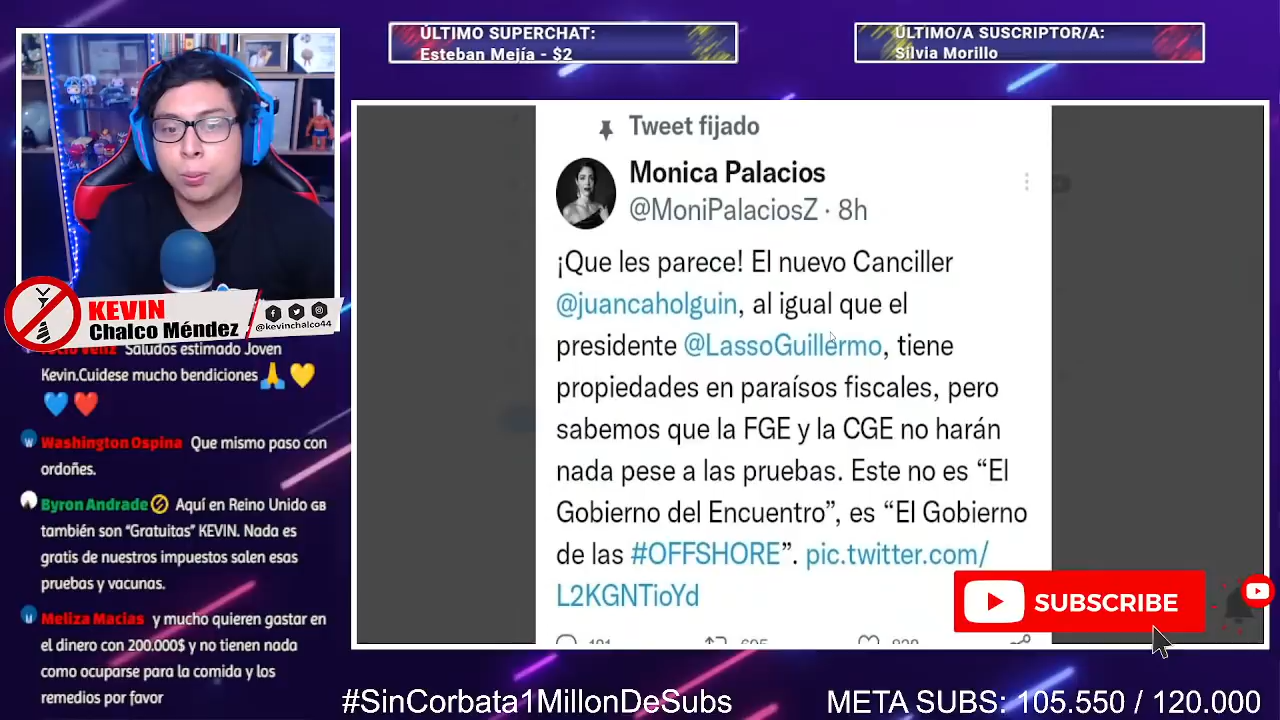 ÚLTIMO SUPERCHAT:
Esteban Mejía - $2
ÚLTIMO/A SUSCRIPTOR/A:
Silvia Morillo
Tweet fijado
Monica Palacios
@MoniPalaciosZ · 8h
¡Que les parece! El nuevo Canciller
@juancaholguin, al igual que el
presidente @LassoGuillermo, tiene
propiedades en paraísos fiscales, pero
sabemos que la FGE y la CGE no harán
nada pese a las pruebas. Este no es “El
Gobierno del Encuentro”, es “El Gobierno
de las #OFFSHORE”. pic.twitter.com/
L2KGNTioYd
SUBSCRIBE
KEVIN
Chalco Méndez
@kevinchalco44
Saludos estimado Joven
Kevin.Cuidese mucho bendiciones🙏💛
💙❤️
Washington Ospina Que mismo paso con
ordoñes.
Byron Andrade Aquí en Reino Unido GB
también son “Gratuitas” KEVIN. Nada es
gratis de nuestros impuestos salen esas
pruebas y vacunas.
Meliza Macias y mucho quieren gastar en
el dinero con 200.000$ y no tienen nada
como ocuparse para la comida y los
remedios por favor
#SinCorbata1MillonDeSubs
META SUBS: 105.550 / 120.000